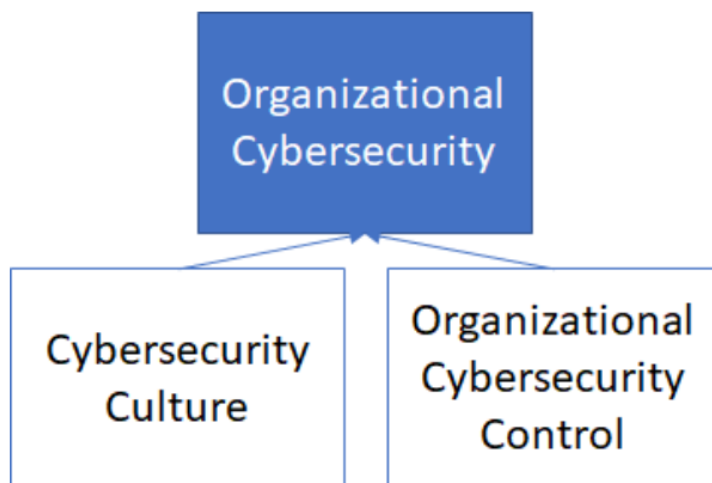 Organizational
Cybersecurity
Cybersecurity
Culture
Organizational
Cybersecurity
Control